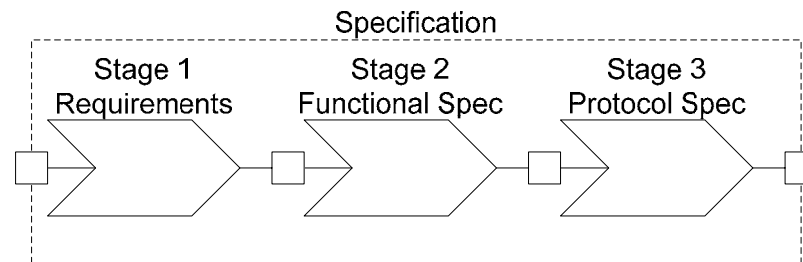 Specification
Stage 1
Requirements
Stage 2
Functional Spec
Stage 3
Protocol Spec